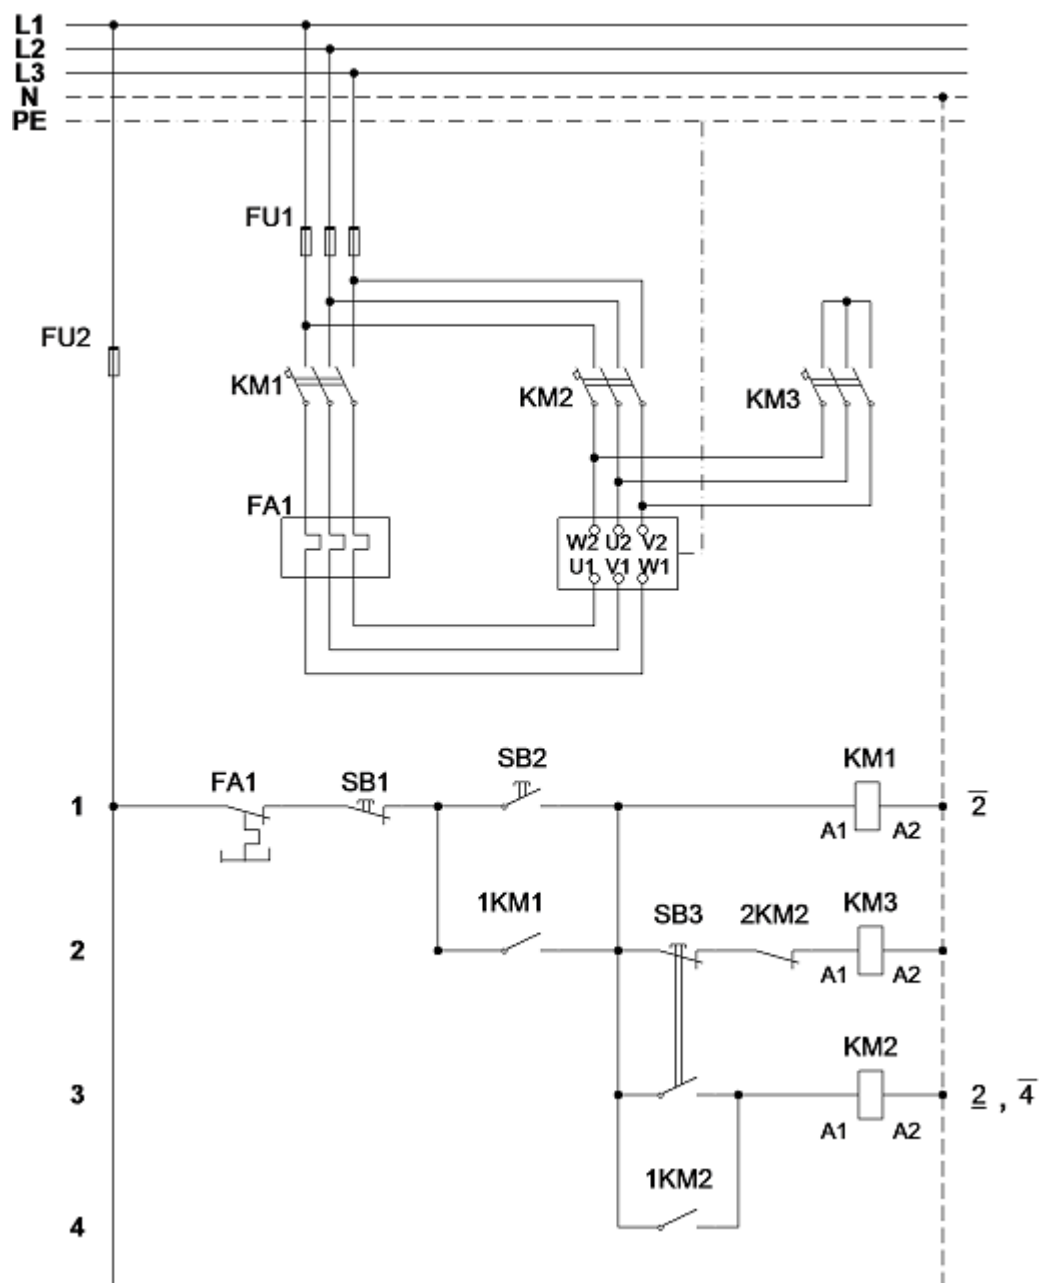 L1
L2
L3
N
PE
FU1
FU2
KM1
KM2
KM3
FA1
W2 U2 V2
U1 V1 W1
1
FA1
SB1
SB2
KM1
A1
A2
2
2
1KM1
SB3
2KM2
KM3
A1
A2
3
KM2
A1
A2
2 , 4
4
1KM2